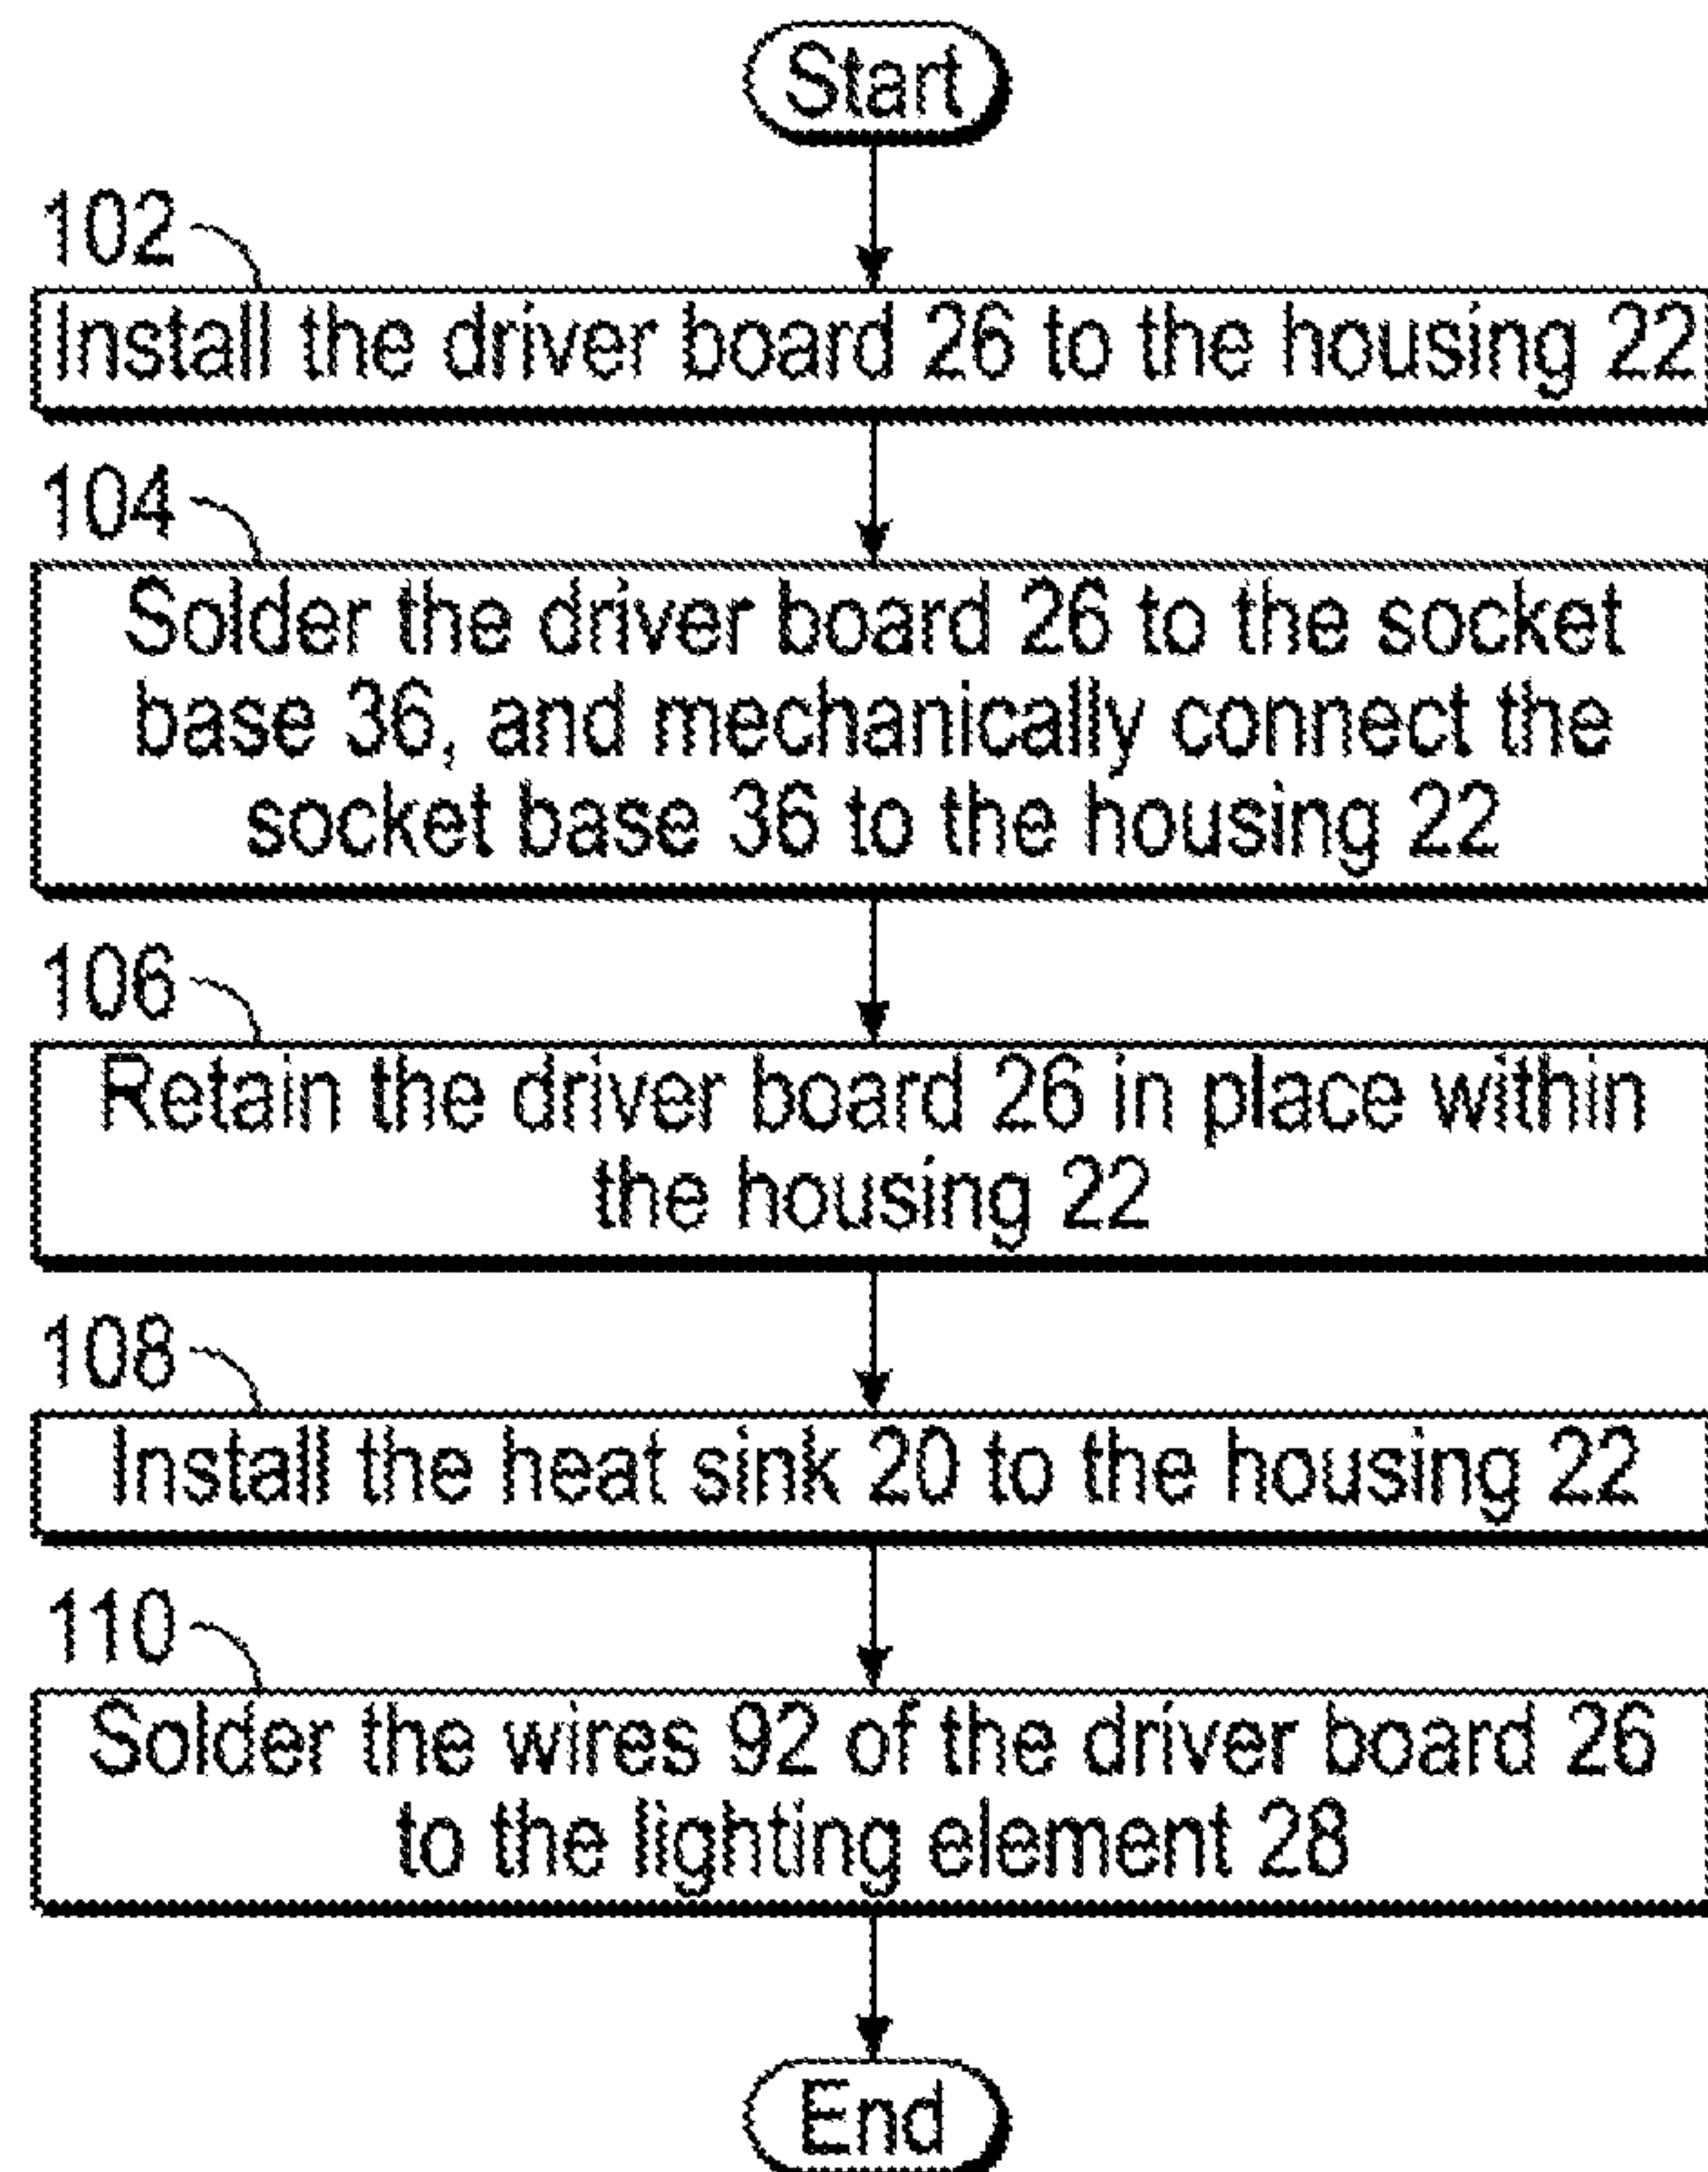 Start
102
Install the driver board 26 to the housing 22
104
Solder the driver board 26 to the socket
base 36, and mechanically connect the
socket base 36 to the housing 22
106
Retain the driver board 26 in place within
the housing 22
108
Install the heat sink 20 to the housing 22
110
Solder the wires 92 of the driver board 26
to the lighting element 28
End